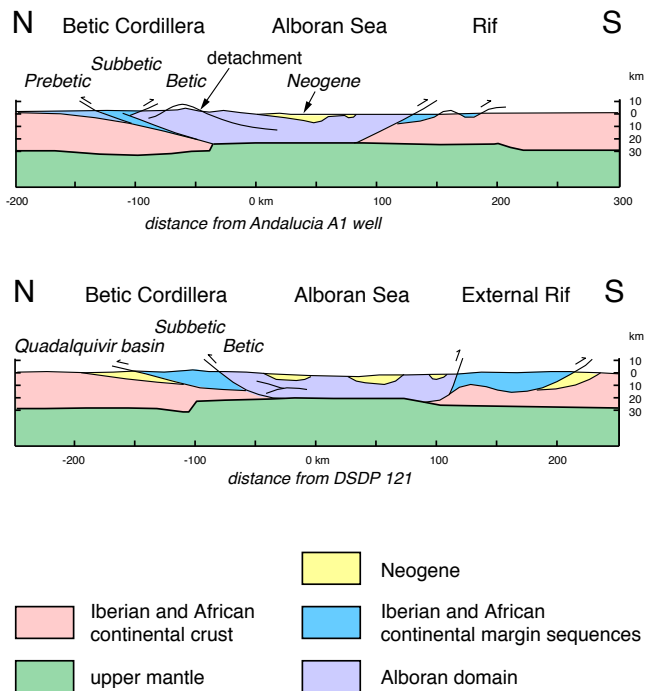 N Betic Cordillera Alboran Sea Rif S
detachment
Subbetic
Prebetic Betic Neogene
km
10
0
10
20
30
-200 -100 0 km 100 200 300
distance from Andalucia A1 well
N Betic Cordillera Alboran Sea External Rif S
Subbetic
Quadalquivir basin Betic
km
10
0
10
20
30
-200 -100 0 km 100 200
distance from DSDP 121
Neogene
Iberian and African
continental crust
Iberian and African
continental margin sequences
upper mantle
Alboran domain